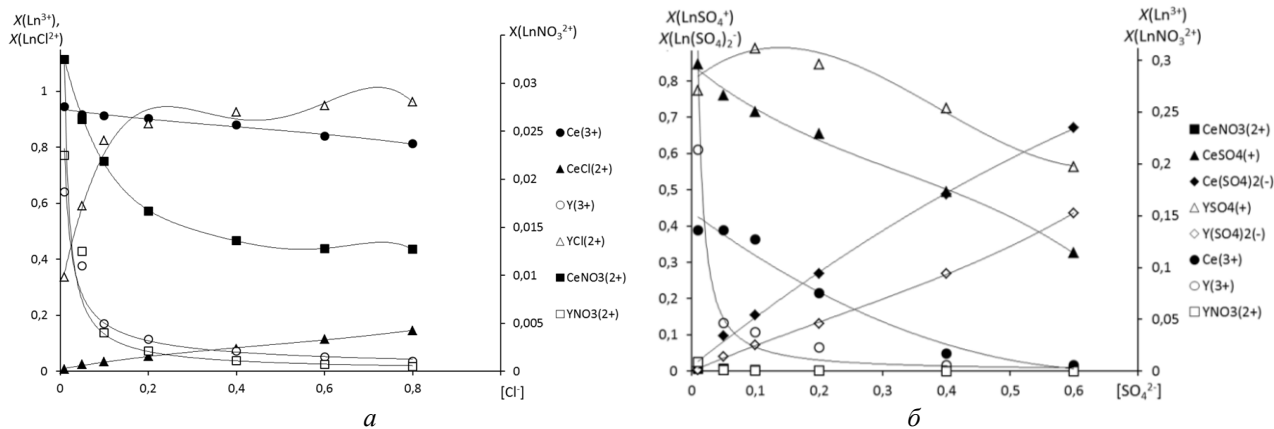 X(Ln³⁺),
X(LnCl²⁺)
X(LnNO₃²⁺)
1
0,8
0,6
0,4
0,2
0
0,03
0,025
0,02
0,015
0,01
0,005
0
0
0,2
0,4
0,6
0,8
[Cl⁻]
Ce(3+)
CeCl(2+)
Y(3+)
YCl(2+)
CeNO3(2+)
YNO3(2+)
а
X(LnSO₄⁺)
X(Ln(SO₄)₂⁻)
X(Ln³⁺)
X(LnNO₃²⁺)
0,8
0,7
0,6
0,5
0,4
0,3
0,2
0,1
0
0,3
0,25
0,2
0,15
0,1
0,05
0
0
0,1
0,2
0,3
0,4
0,5
0,6
[SO₄²⁻]
CeNO3(2+)
CeSO4(+)
Ce(SO4)2(-)
YSO4(+)
Y(SO4)2(-)
Ce(3+)
Y(3+)
YNO3(2+)
б